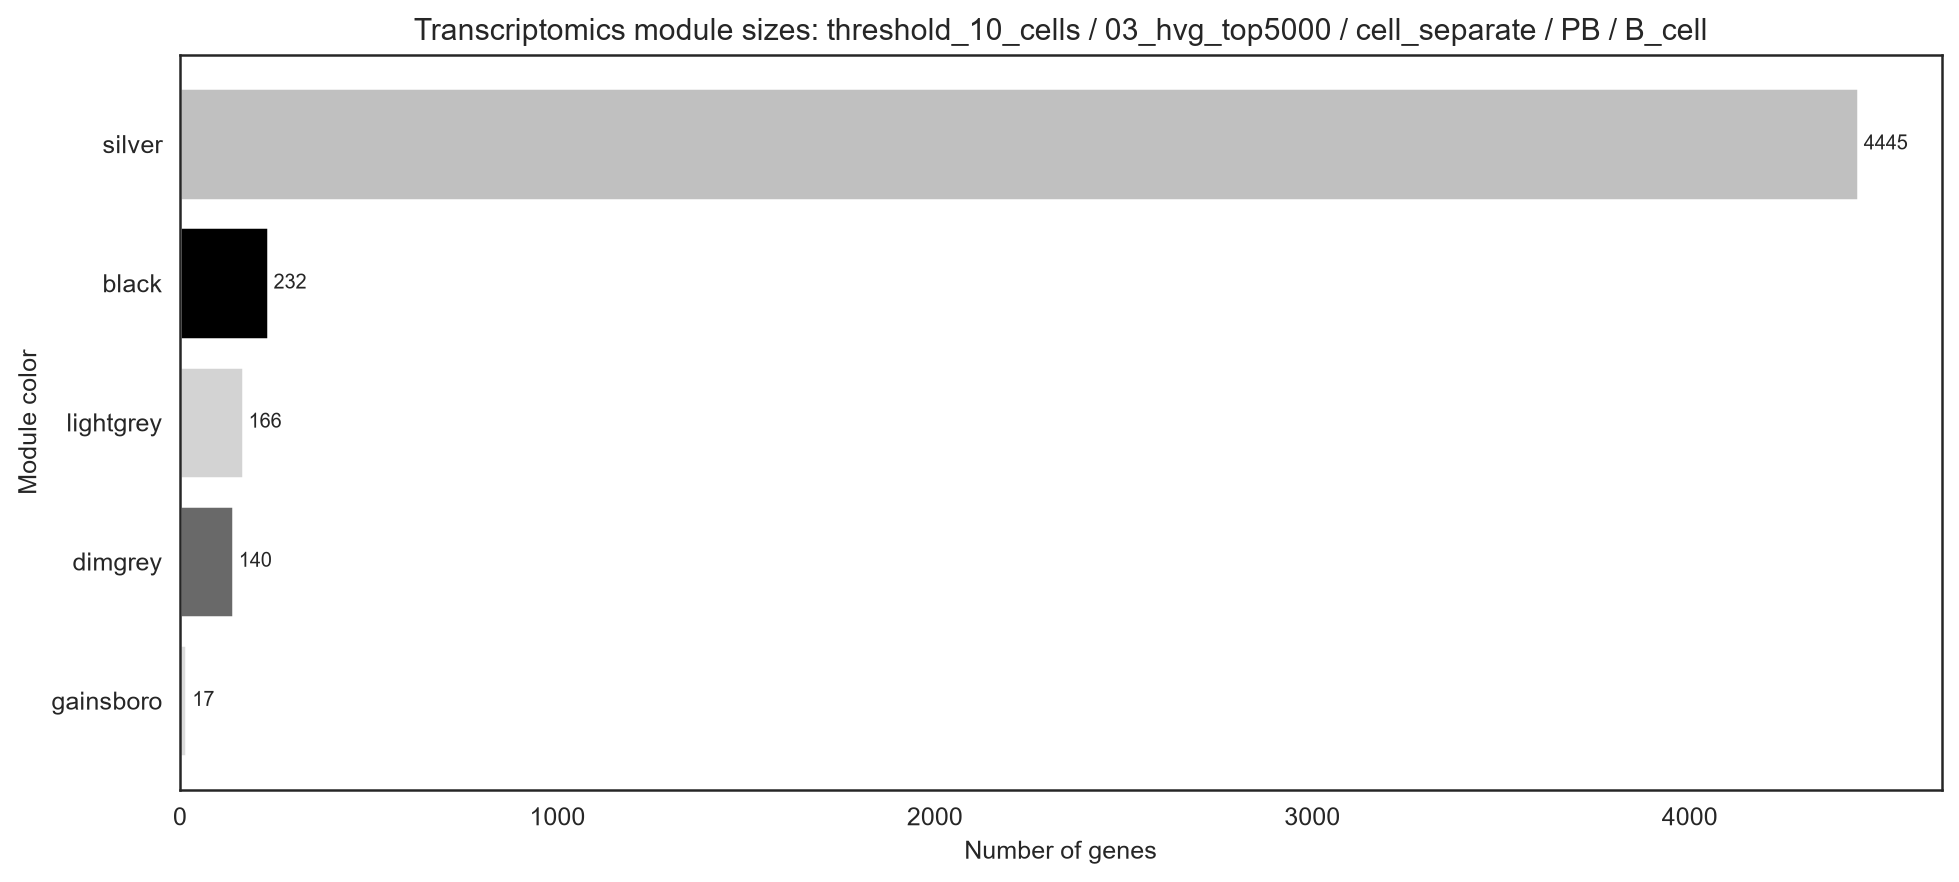 Transcriptomics module sizes: threshold_10_cells / 03_hvg_top5000 / cell_separate / PB / B_cell
Module color
silver
4445
black
232
lightgrey
166
dimgrey
140
gainsboro
17
0 1000 2000 3000 4000
Number of genes